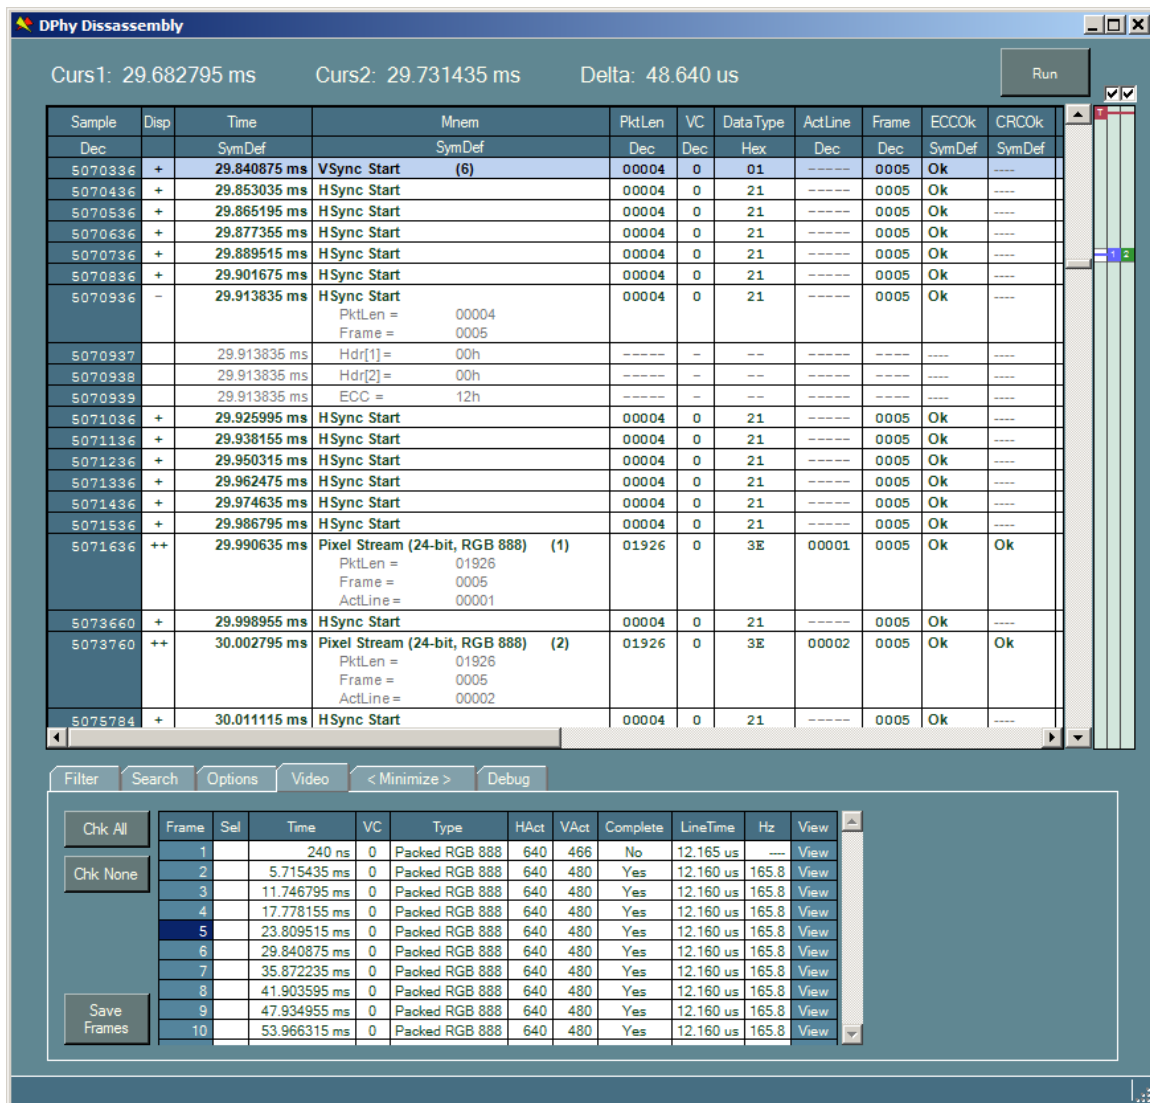 DPhy Dissassembly
Curs1: 29.682795 ms Curs2: 29.731435 ms Delta: 48.640 us Run
Sample Disp Time Mnem PktLen VC DataType ActLine Frame ECCOk CRCOk
Dec SymDef SymDef Dec Dec Hex Dec Dec SymDef SymDef
5070336 + 29.840875 ms VSync Start (6) 00004 0 01 ----- 0005 Ok ----
5070436 + 29.853035 ms HSync Start 00004 0 21 ----- 0005 Ok ----
5070536 + 29.865195 ms HSync Start 00004 0 21 ----- 0005 Ok ----
5070636 + 29.877355 ms HSync Start 00004 0 21 ----- 0005 Ok ----
5070736 + 29.889515 ms HSync Start 00004 0 21 ----- 0005 Ok ----
5070836 + 29.901675 ms HSync Start 00004 0 21 ----- 0005 Ok ----
5070936 - 29.913835 ms HSync Start 00004 0 21 ----- 0005 Ok ----
PktLen = 00004
Frame = 0005
5070937 29.913835 ms Hdr[1] = 00h ----- - -- ----- ---- ---- ----
5070938 29.913835 ms Hdr[2] = 00h ----- - -- ----- ---- ---- ----
5070939 29.913835 ms ECC = 12h ----- - -- ----- ---- ---- ----
5071036 + 29.925995 ms HSync Start 00004 0 21 ----- 0005 Ok ----
5071136 + 29.938155 ms HSync Start 00004 0 21 ----- 0005 Ok ----
5071236 + 29.950315 ms HSync Start 00004 0 21 ----- 0005 Ok ----
5071336 + 29.962475 ms HSync Start 00004 0 21 ----- 0005 Ok ----
5071436 + 29.974635 ms HSync Start 00004 0 21 ----- 0005 Ok ----
5071536 + 29.986795 ms HSync Start 00004 0 21 ----- 0005 Ok ----
5071636 ++ 29.990635 ms Pixel Stream (24-bit, RGB 888) (1) 01926 0 3E 00001 0005 Ok Ok
PktLen = 01926
Frame = 0005
ActLine = 00001
5073660 + 29.998955 ms HSync Start 00004 0 21 ----- 0005 Ok ----
5073760 ++ 30.002795 ms Pixel Stream (24-bit, RGB 888) (2) 01926 0 3E 00002 0005 Ok Ok
PktLen = 01926
Frame = 0005
ActLine = 00002
5075784 + 30.011115 ms HSync Start 00004 0 21 ----- 0005 Ok ----
T
1 2
Filter Search Options Video < Minimize > Debug
Chk All
Chk None
Save
Frames
Frame Sel Time VC Type HAct VAct Complete LineTime Hz View
1 240 ns 0 Packed RGB 888 640 466 No 12.165 us ---- View
2 5.715435 ms 0 Packed RGB 888 640 480 Yes 12.160 us 165.8 View
3 11.746795 ms 0 Packed RGB 888 640 480 Yes 12.160 us 165.8 View
4 17.778155 ms 0 Packed RGB 888 640 480 Yes 12.160 us 165.8 View
5 23.809515 ms 0 Packed RGB 888 640 480 Yes 12.160 us 165.8 View
6 29.840875 ms 0 Packed RGB 888 640 480 Yes 12.160 us 165.8 View
7 35.872235 ms 0 Packed RGB 888 640 480 Yes 12.160 us 165.8 View
8 41.903595 ms 0 Packed RGB 888 640 480 Yes 12.160 us 165.8 View
9 47.934955 ms 0 Packed RGB 888 640 480 Yes 12.160 us 165.8 View
10 53.966315 ms 0 Packed RGB 888 640 480 Yes 12.160 us 165.8 View